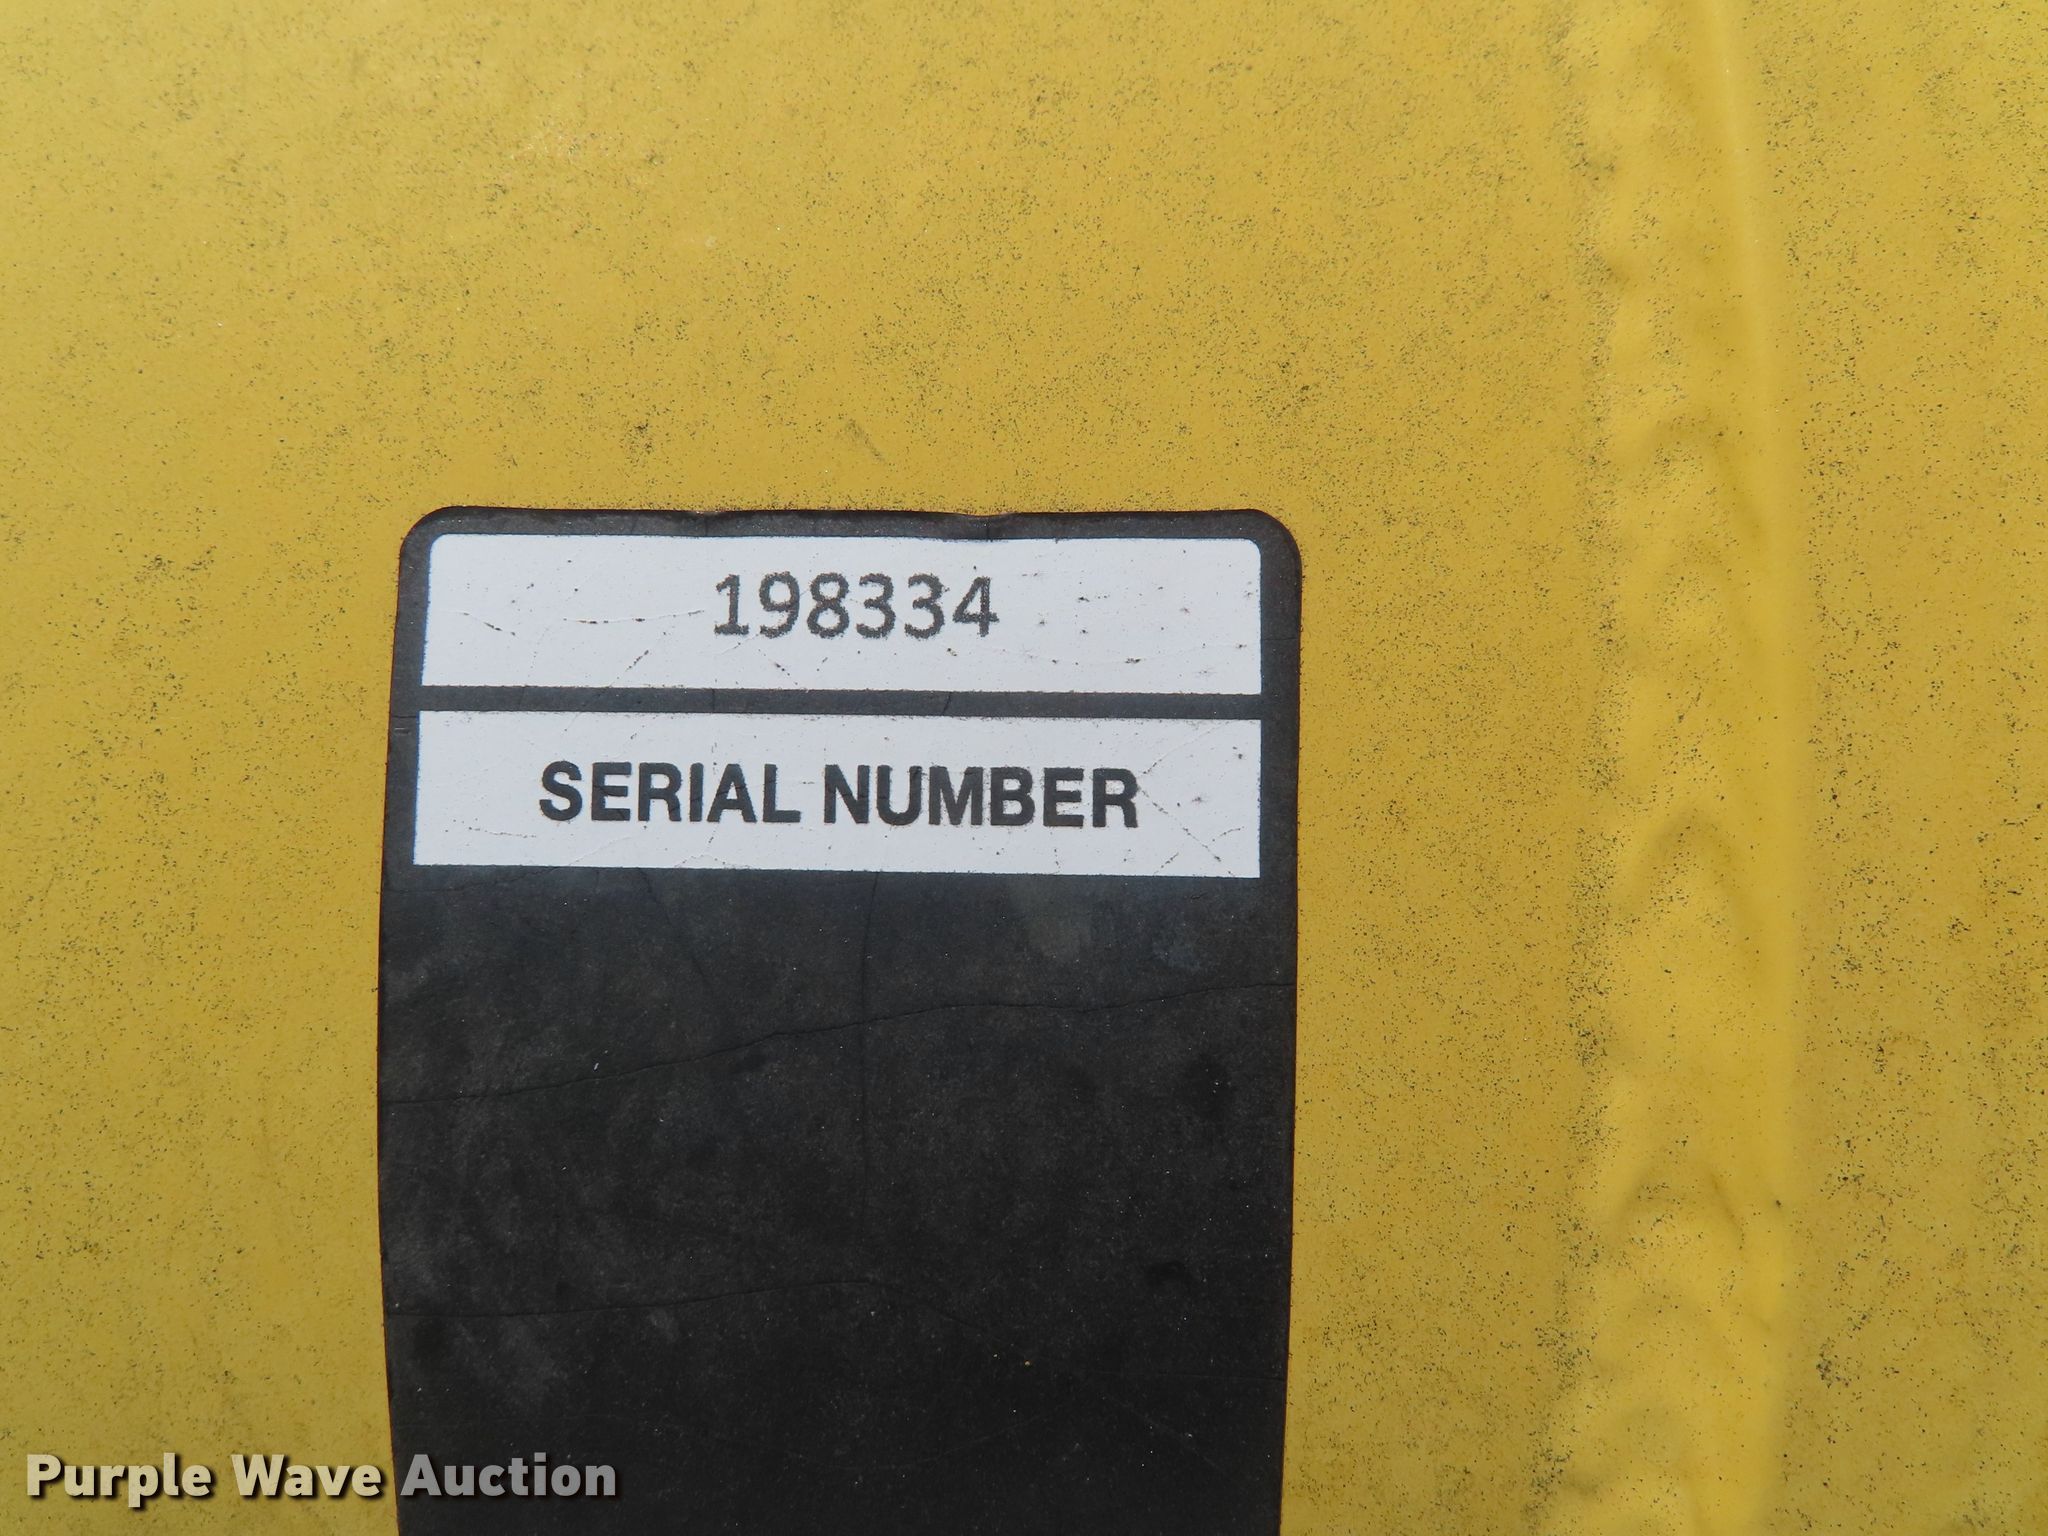 198334
SERIAL NUMBER
Purple Wave Auction